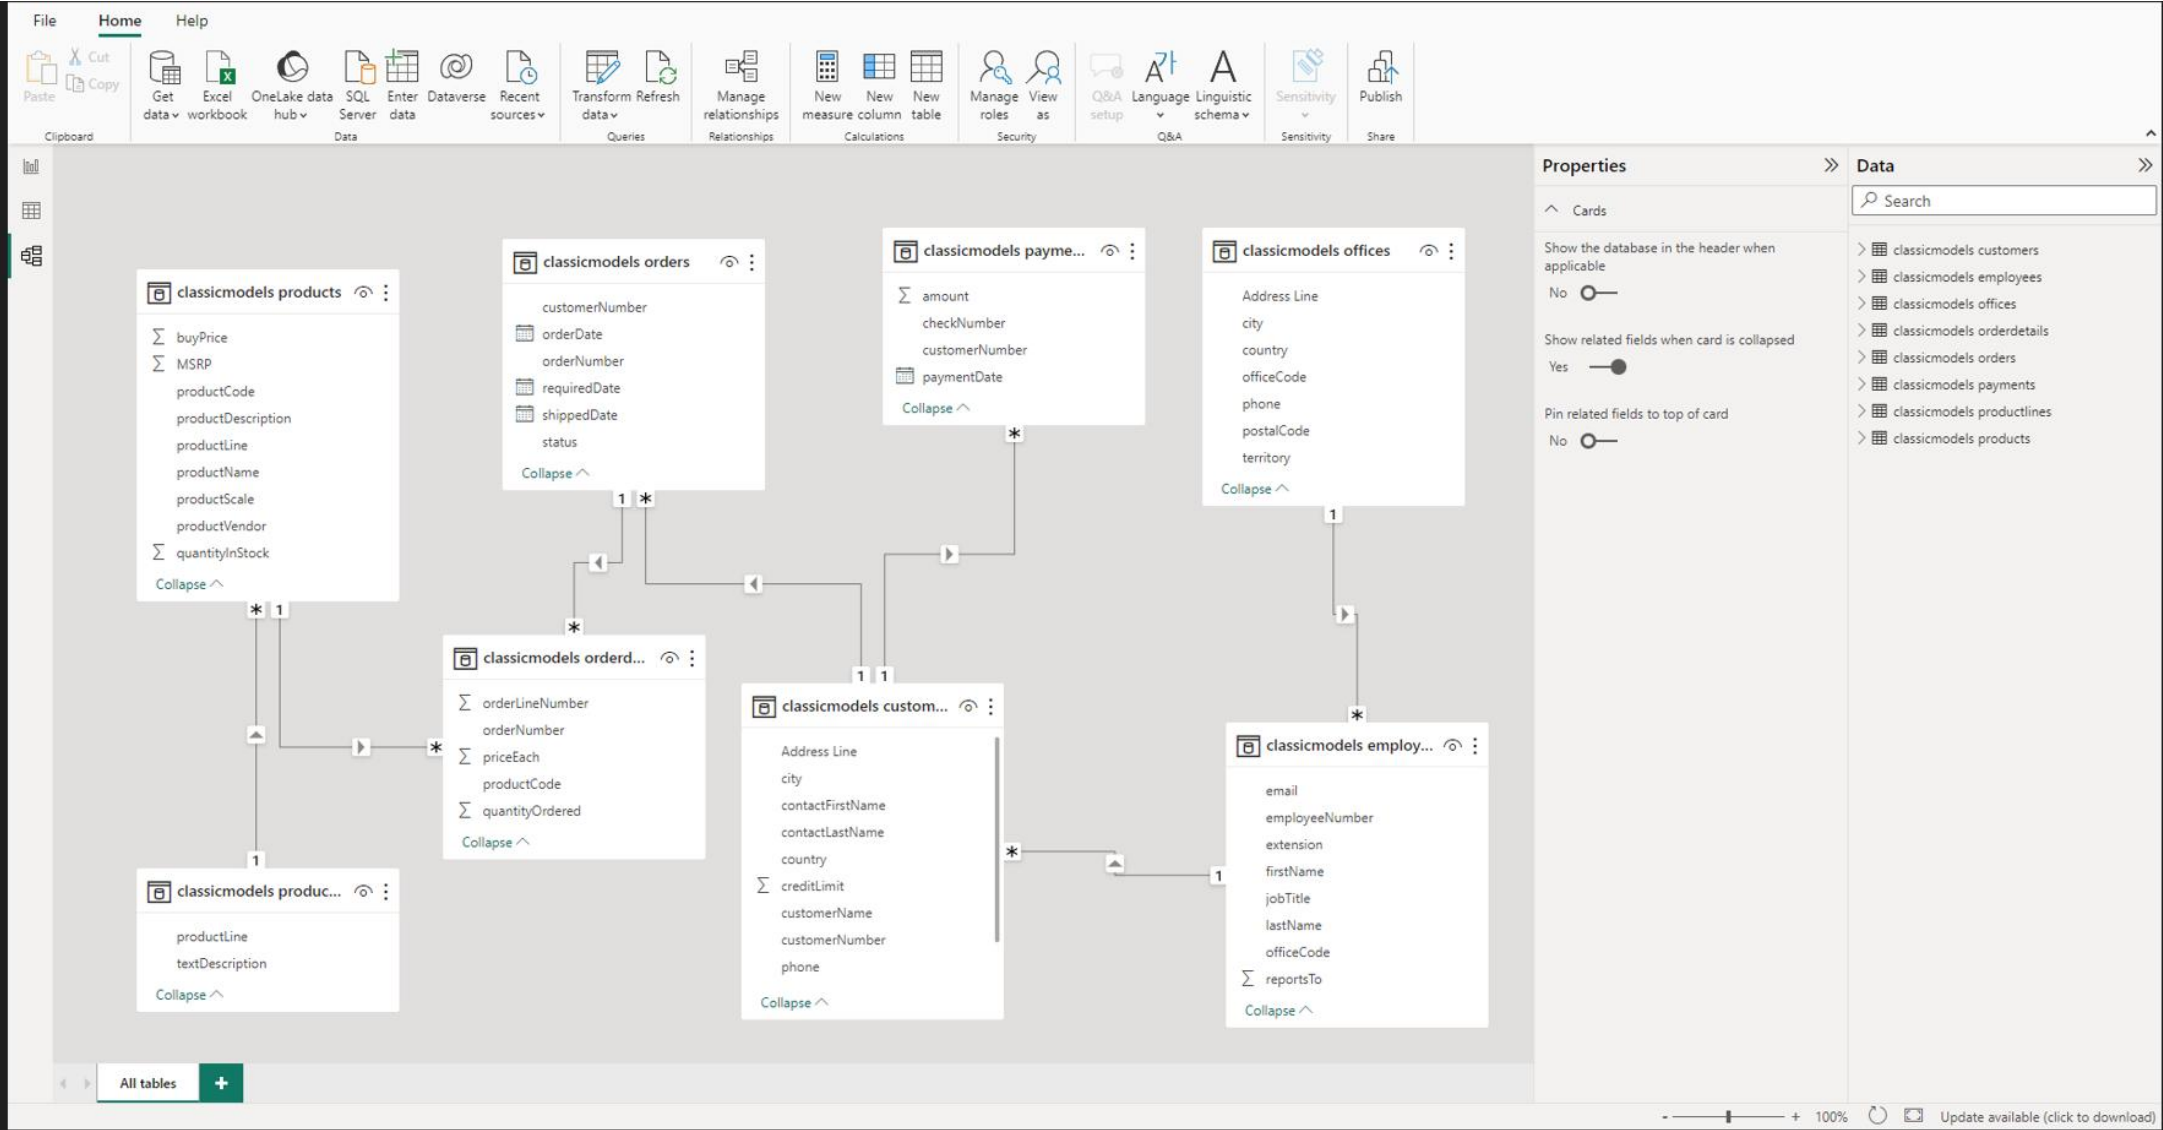 File Home Help
Paste
Cut
Copy
Clipboard
Get data
Excel workbook
OneLake data hub
SQL Server
Enter data
Dataverse
Recent sources
Data
Transform data
Refresh
Queries
Manage relationships
Relationships
New measure
New column
New table
Calculations
Manage roles
View as
Security
Q&A setup
Language
Linguistic schema
Q&A
Sensitivity
Sensitivity
Publish
Share
classicmodels products
buyPrice
MSRP
productCode
productDescription
productLine
productName
productScale
productVendor
quantityInStock
Collapse
* 1
classicmodels orders
customerNumber
orderDate
orderNumber
requiredDate
shippedDate
status
Collapse
1 *
classicmodels payme...
amount
checkNumber
customerNumber
paymentDate
Collapse
*
classicmodels offices
Address Line
city
country
officeCode
phone
postalCode
territory
Collapse
1
*
classicmodels orderd...
orderLineNumber
orderNumber
priceEach
productCode
quantityOrdered
Collapse
*
1
classicmodels produc...
productLine
textDescription
Collapse
1 1
classicmodels custom...
Address Line
city
contactFirstName
contactLastName
country
creditLimit
customerName
customerNumber
phone
Collapse
*
1
*
classicmodels employ...
email
employeeNumber
extension
firstName
jobTitle
lastName
officeCode
reportsTo
Collapse
Properties
Cards
Show the database in the header when
applicable
No
Show related fields when card is collapsed
Yes
Pin related fields to top of card
No
Data
Search
classicmodels customers
classicmodels employees
classicmodels offices
classicmodels orderdetails
classicmodels orders
classicmodels payments
classicmodels productlines
classicmodels products
All tables +
- + 100% Update available (click to download)